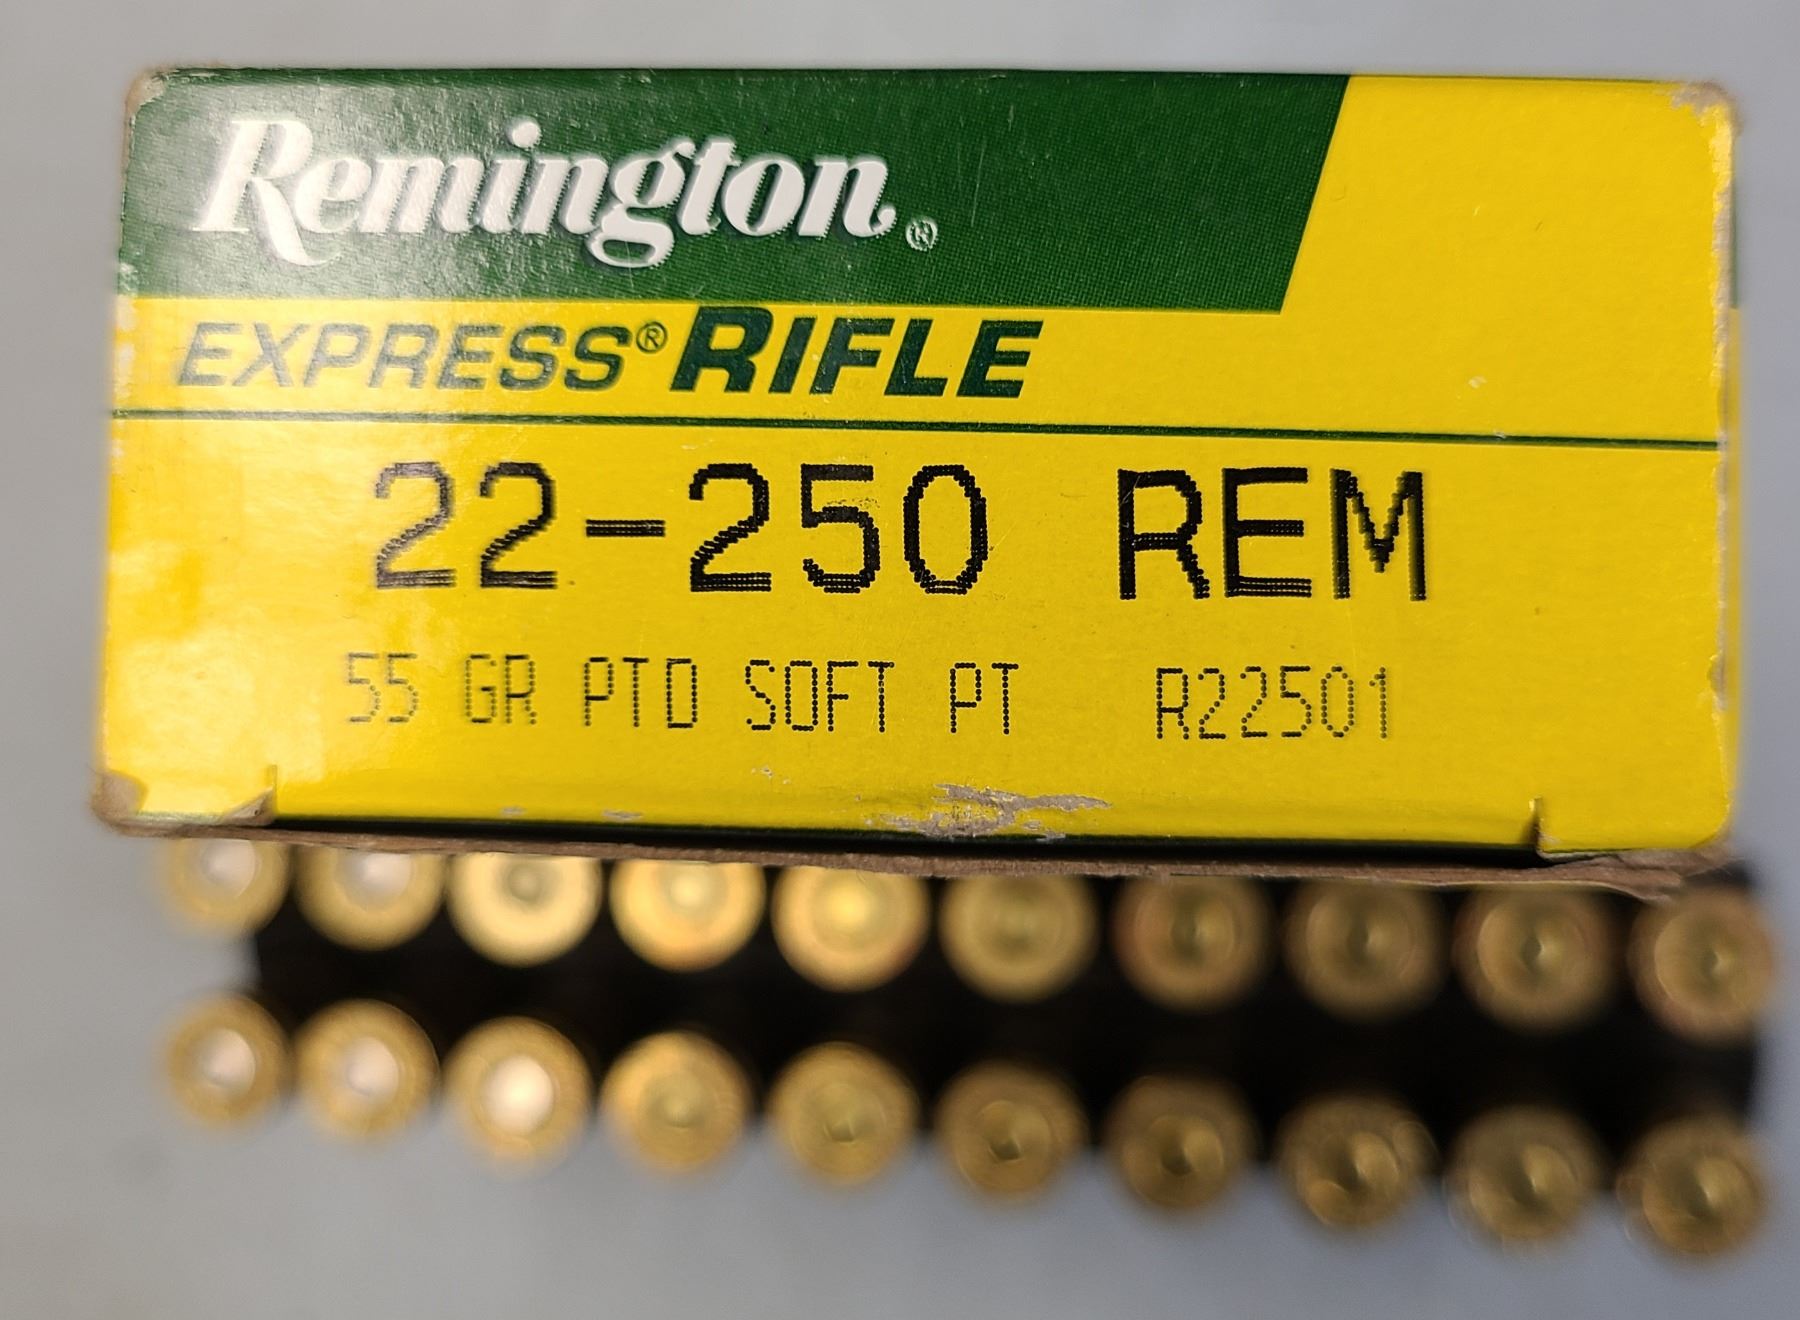 Remington®
EXPRESS® RIFLE
22-250 REM
55 GR PTD SOFT PT R22501